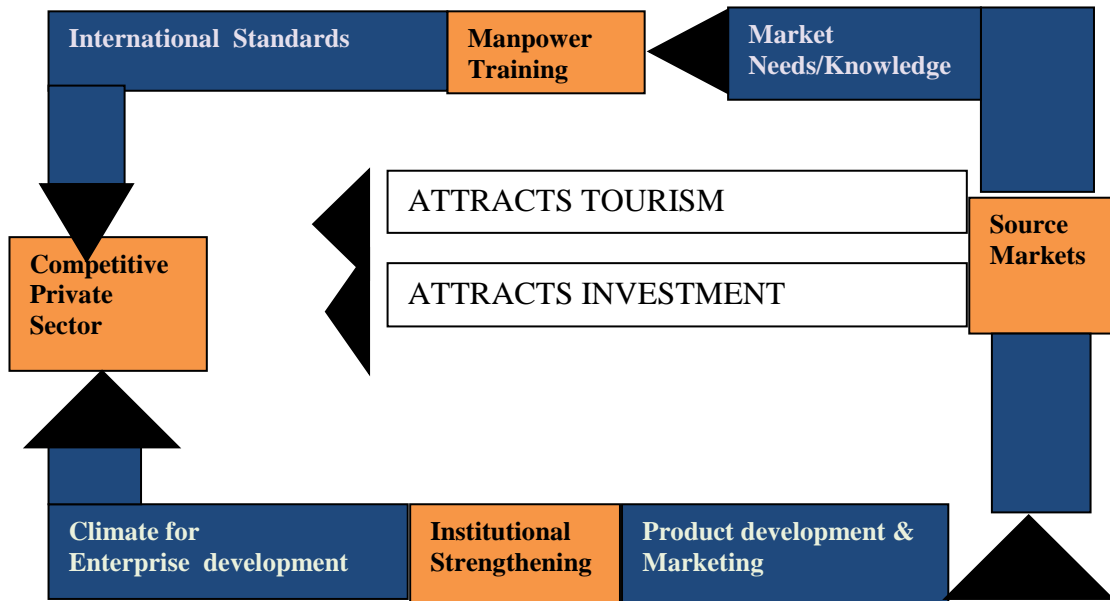 International Standards
Manpower
Training
Market
Needs/Knowledge
ATTRACTS TOURISM
Source
Markets
Competitive
Private
Sector
ATTRACTS INVESTMENT
Climate for
Enterprise development
Institutional
Strengthening
Product development &
Marketing